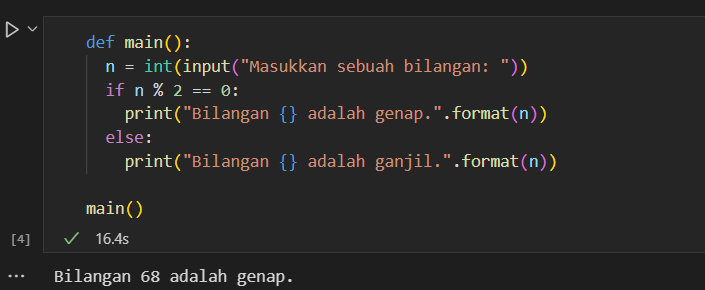 def main():
  n = int(input("Masukkan sebuah bilangan: "))
  if n % 2 == 0:
    print("Bilangan {} adalah genap.".format(n))
  else:
    print("Bilangan {} adalah ganjil.".format(n))

main()
[4] 16.4s
Bilangan 68 adalah genap.